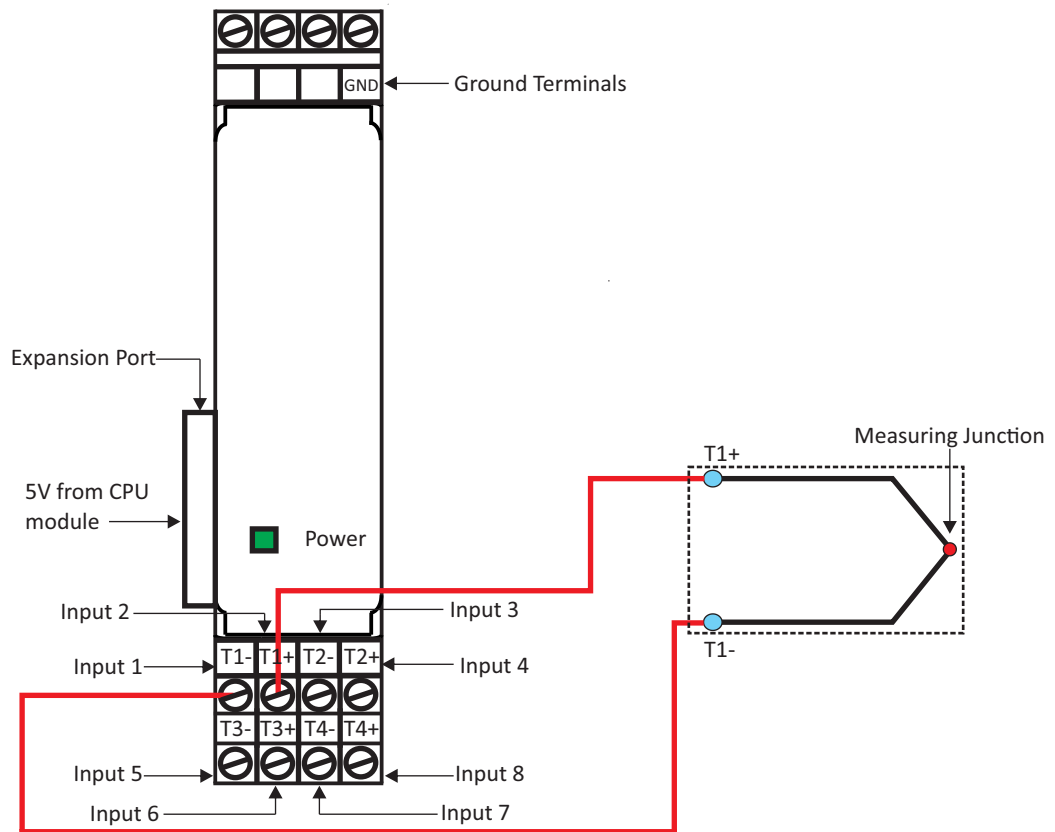 GND
Ground Terminals
Expansion Port
Measuring Junction
T1+
5V from CPU
module
Power
Input 2
Input 3
T1-
Input 1
T1- T1+ T2- T2+
Input 4
T3- T3+ T4- T4+
Input 5
Input 8
Input 6
Input 7